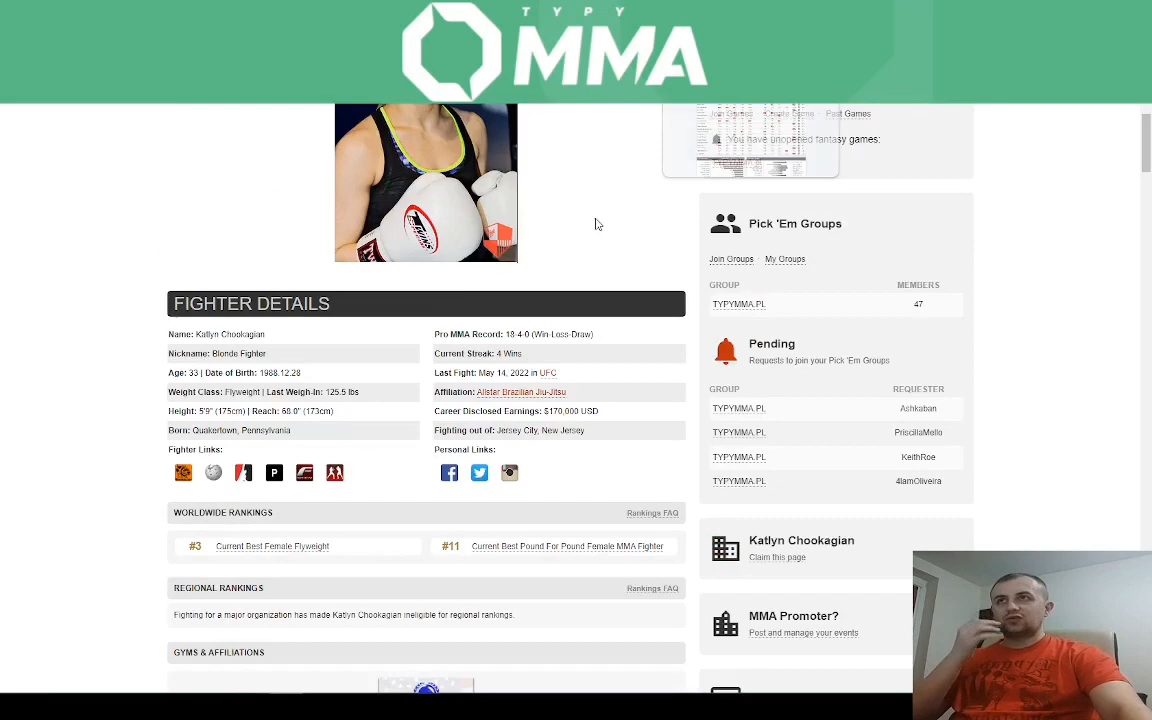 TYPY
MMA
Join Games · Create Game · Past Games
You have unopened fantasy games:
TWINS
Pick 'Em Groups
Join Groups · My Groups
GROUP MEMBERS
TYPYMMA.PL 47
Pending
Requests to join your Pick 'Em Groups
GROUP REQUESTER
TYPYMMA.PL Ashkaban
TYPYMMA.PL PriscillaMello
TYPYMMA.PL KeithRoe
TYPYMMA.PL 4IamOliveira
Katlyn Chookagian
Claim this page
MMA Promoter?
Post and manage your events
FIGHTER DETAILS
Name: Katlyn Chookagian
Pro MMA Record: 18-4-0 (Win-Loss-Draw)
Nickname: Blonde Fighter
Current Streak: 4 Wins
Age: 33 | Date of Birth: 1988.12.28
Last Fight: May 14, 2022 in UFC
Weight Class: Flyweight | Last Weigh-In: 125.5 lbs
Affiliation: Allstar Brazilian Jiu-Jitsu
Height: 5'9" (175cm) | Reach: 68.0" (173cm)
Career Disclosed Earnings: $170,000 USD
Born: Quakertown, Pennsylvania
Fighting out of: Jersey City, New Jersey
Fighter Links:
Personal Links:
WORLDWIDE RANKINGS Rankings FAQ
#3 Current Best Female Flyweight
#11 Current Best Pound For Pound Female MMA Fighter
REGIONAL RANKINGS Rankings FAQ
Fighting for a major organization has made Katlyn Chookagian ineligible for regional rankings.
GYMS & AFFILIATIONS